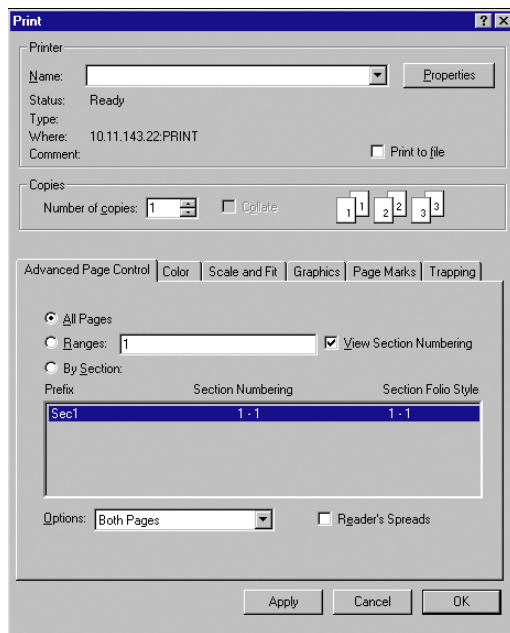 Print
Printer
Name: Properties
Status: Ready
Type:
Where: 10.11.143.22:PRINT
Comment: Print to file
Copies
Number of copies: 1 Collate 1 1 2 2 3 3
Advanced Page Control Color Scale and Fit Graphics Page Marks Trapping
All Pages
Ranges: 1 View Section Numbering
By Section:
Prefix Section Numbering Section Folio Style
Sec1 1 - 1 1 - 1
Options: Both Pages Reader's Spreads
Apply Cancel OK